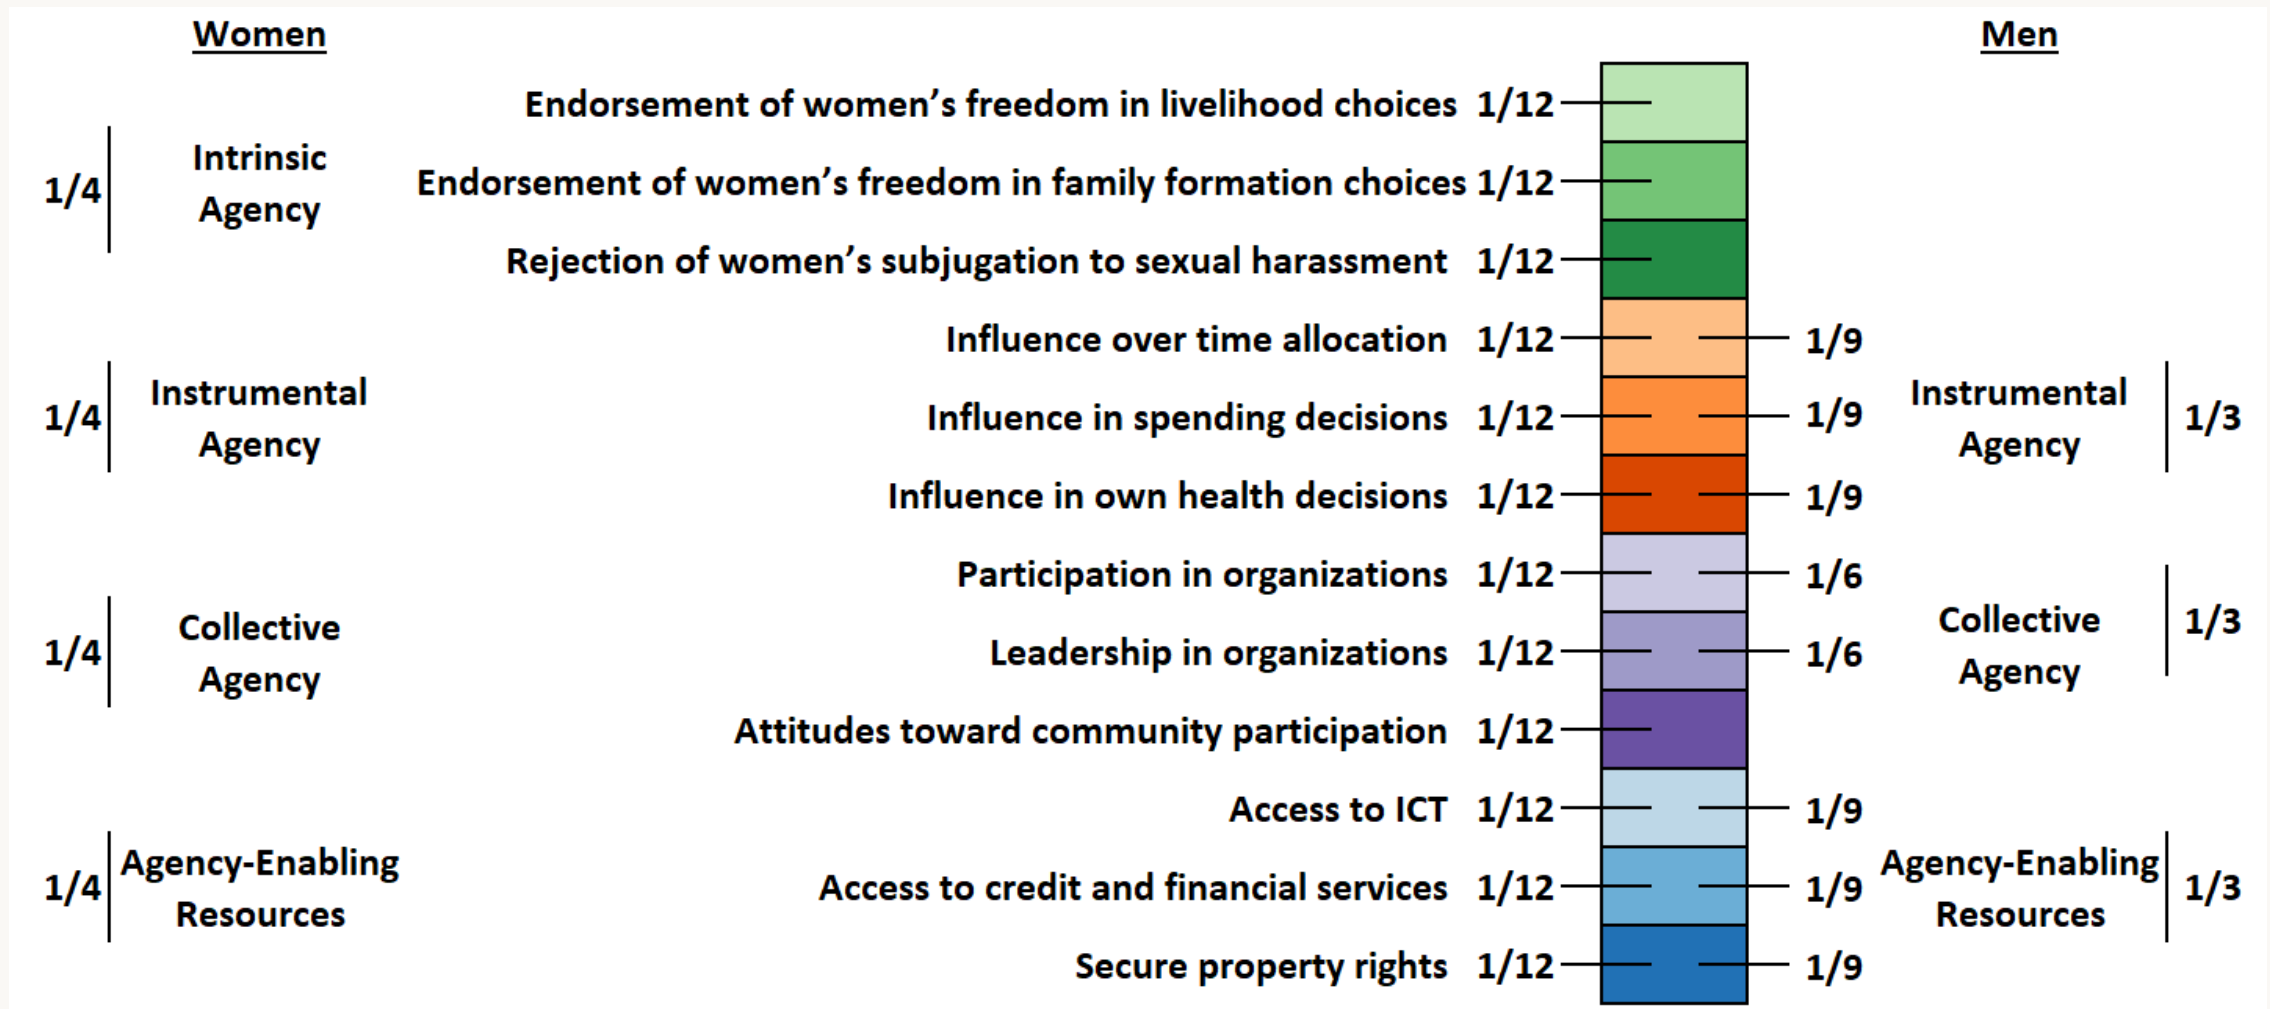 Women
Men
Endorsement of women’s freedom in livelihood choices 1/12
Intrinsic
Agency
1/4
Endorsement of women’s freedom in family formation choices 1/12
Rejection of women’s subjugation to sexual harassment 1/12
Influence over time allocation 1/12
1/9
Instrumental
Agency
1/4
Influence in spending decisions 1/12
1/9
Instrumental
Agency
1/3
Influence in own health decisions 1/12
1/9
Participation in organizations 1/12
1/6
Collective
Agency
1/4
Leadership in organizations 1/12
1/6
Collective
Agency
1/3
Attitudes toward community participation 1/12
Access to ICT 1/12
1/9
Agency-Enabling
Resources
1/4
Access to credit and financial services 1/12
1/9
Agency-Enabling
Resources
1/3
Secure property rights 1/12
1/9